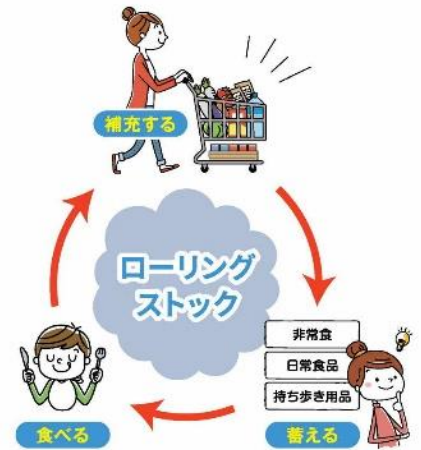 補充する
ローリング
ストック
非常食
日常食品
持ち歩き用品
食べる
蓄える